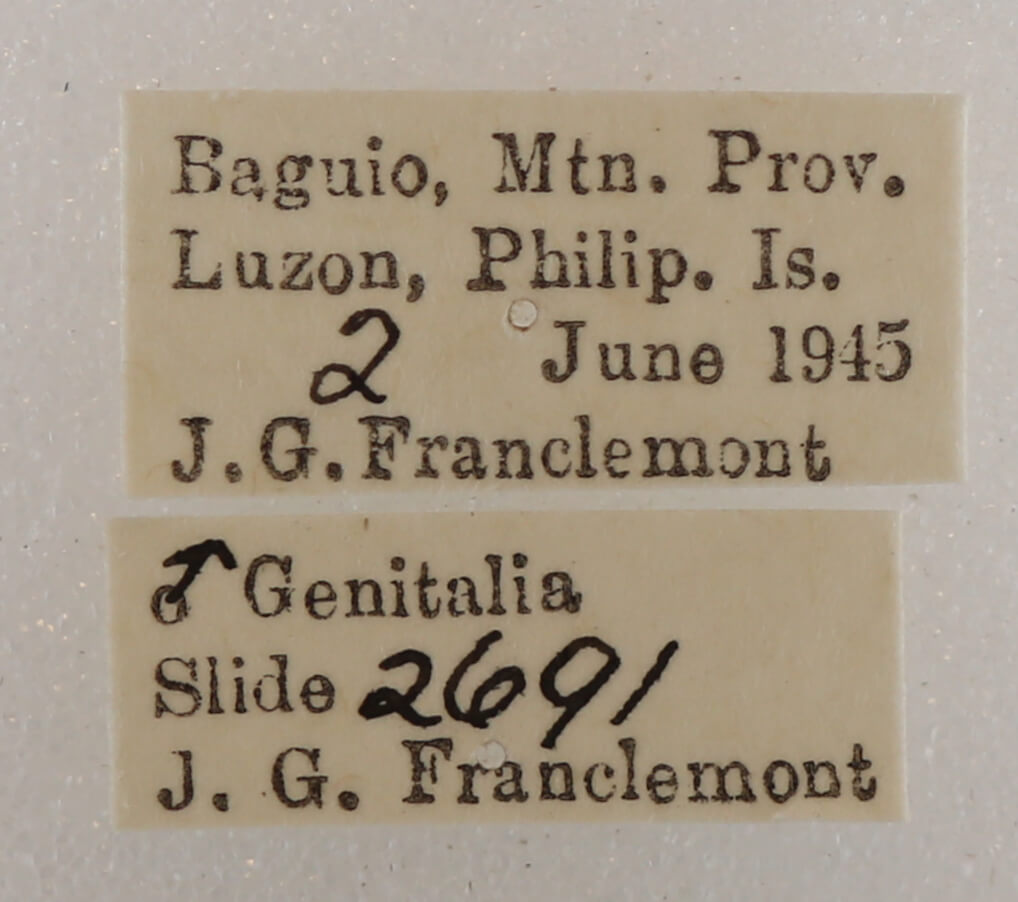 Baguio, Mtn. Prov.
Luzon, Philip. Is.
2 June 1945
J. G. Franclemont
♂ Genitalia
Slide 2691
J. G. Franclemont